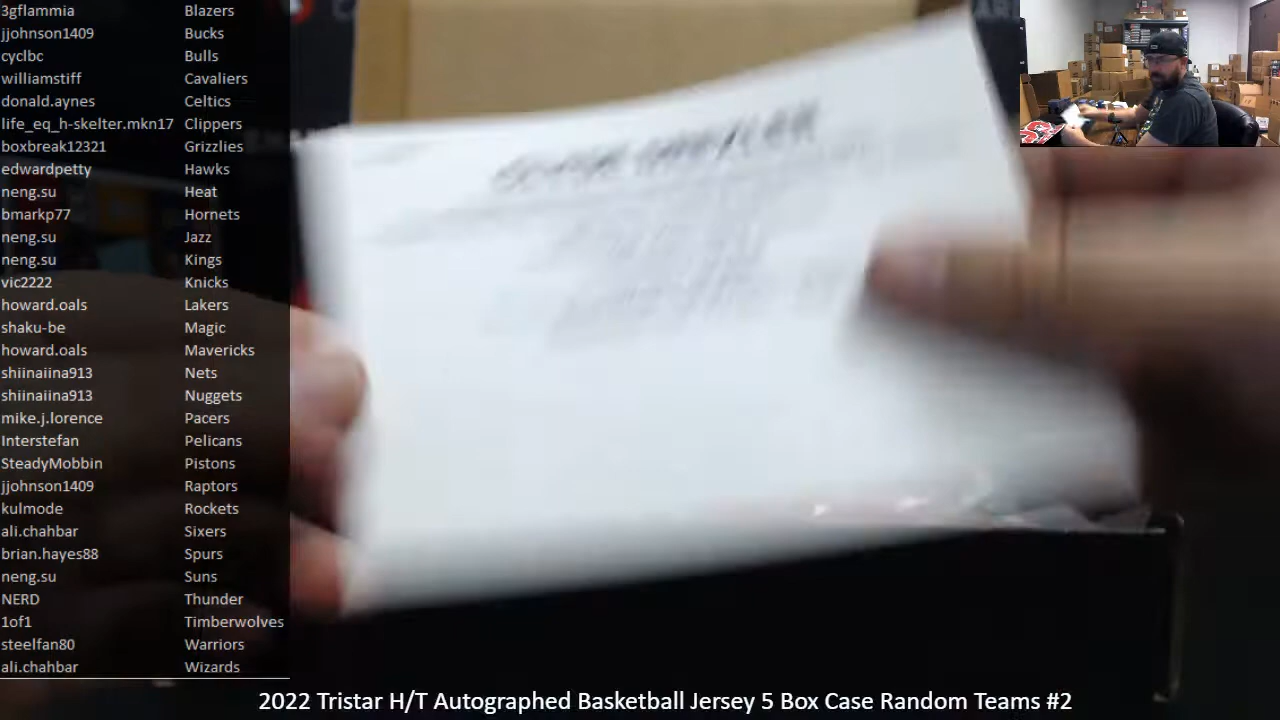 3gflammia Blazers
jjohnson1409 Bucks
cyclbc Bulls
williamstiff Cavaliers
donald.aynes Celtics
life_eq_h-skelter.mkn17 Clippers
boxbreak12321 Grizzlies
edwardpetty Hawks
neng.su Heat
bmarkp77 Hornets
neng.su Jazz
neng.su Kings
vic2222 Knicks
howard.oals Lakers
shaku-be Magic
howard.oals Mavericks
shiinaiina913 Nets
shiinaiina913 Nuggets
mike.j.lorence Pacers
Interstefan Pelicans
SteadyMobbin Pistons
jjohnson1409 Raptors
kulmode Rockets
ali.chahbar Sixers
brian.hayes88 Spurs
neng.su Suns
NERD Thunder
1of1 Timberwolves
steelfan80 Warriors
ali.chahbar Wizards
2022 Tristar H/T Autographed Basketball Jersey 5 Box Case Random Teams #2